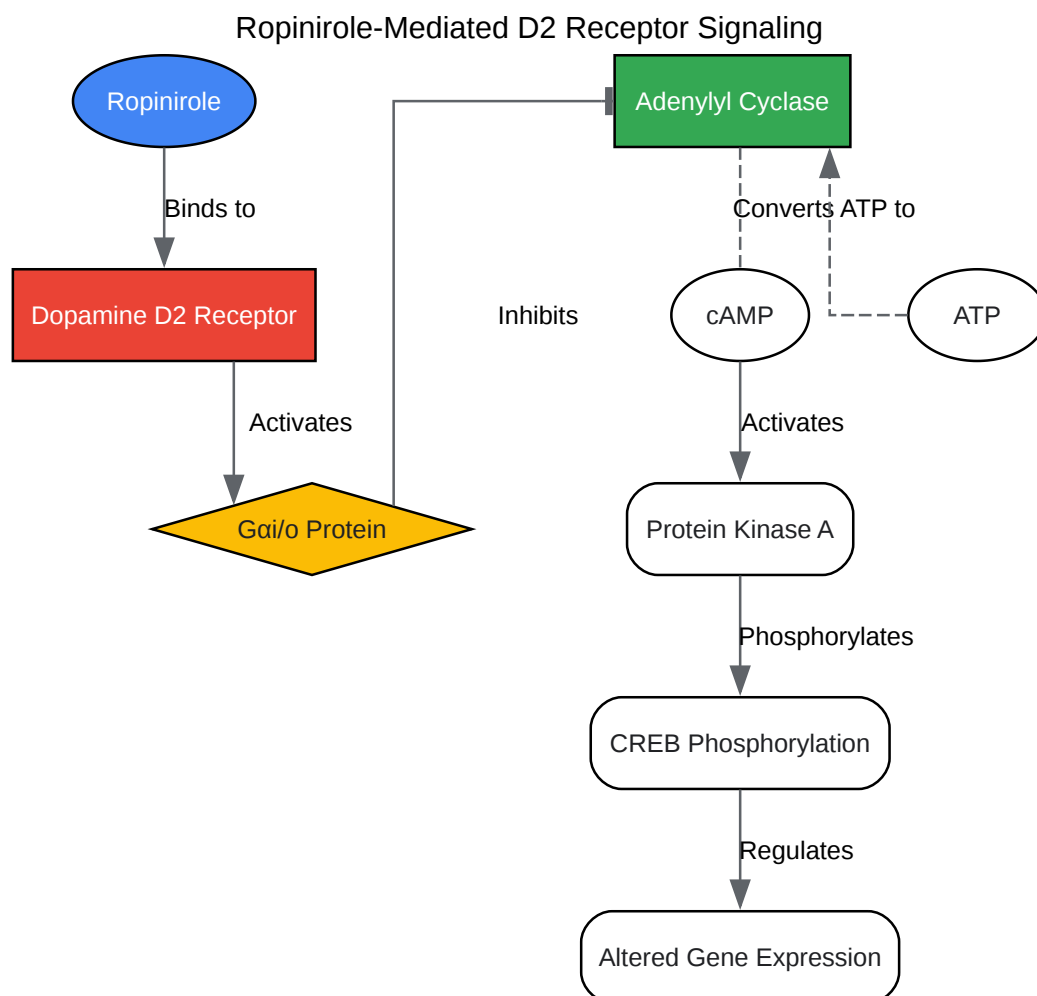 Ropinirole-Mediated D2 Receptor Signaling
Ropinirole
Adenylyl Cyclase
Binds to
Converts ATP to
Dopamine D2 Receptor
Inhibits
cAMP
ATP
Activates
Activates
Gαi/o Protein
Protein Kinase A
Phosphorylates
CREB Phosphorylation
Regulates
Altered Gene Expression